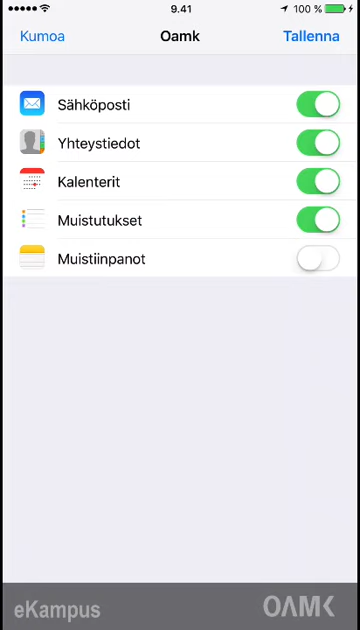 9.41
100 %
Kumoa
Oamk
Tallenna
Sähköposti
Yhteystiedot
Kalenterit
Muistutukset
Muistiinpanot
eKampus
OAMK